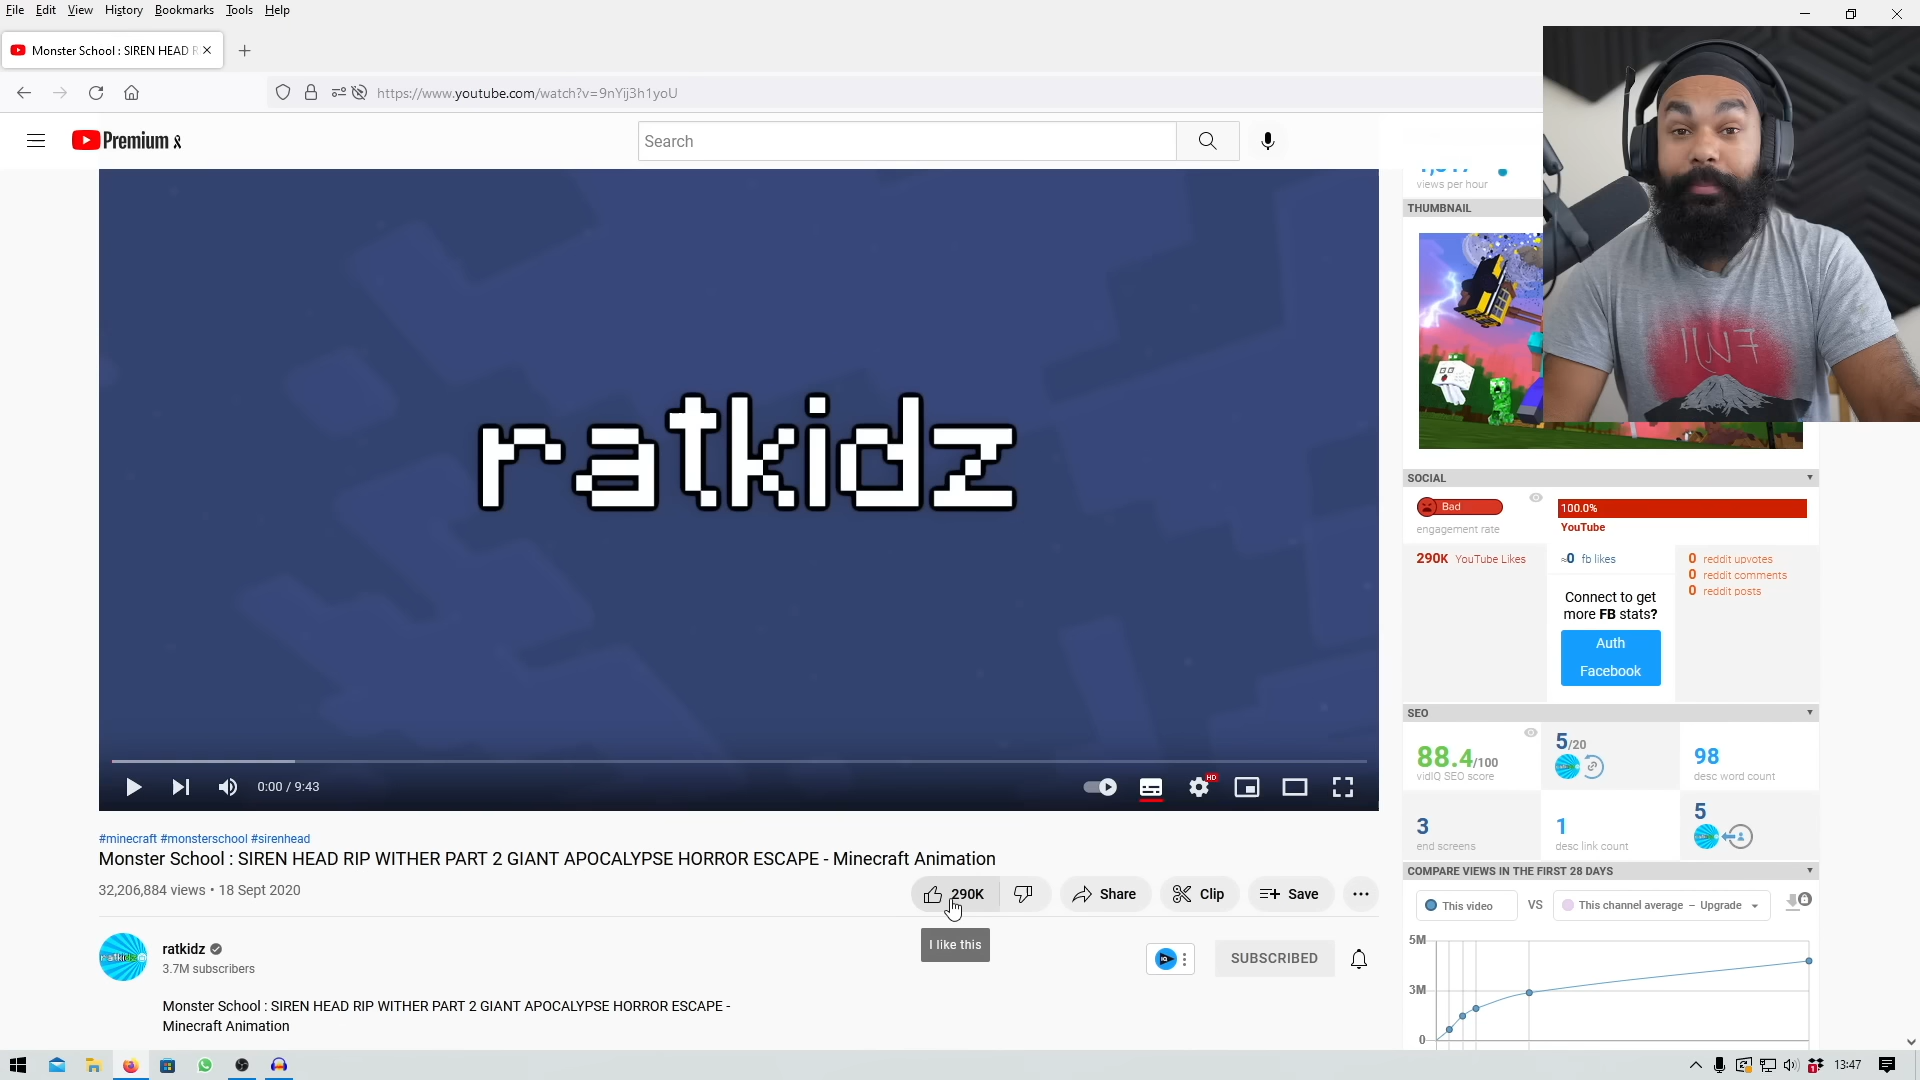 File Edit View History Bookmarks Tools Help
Monster School : SIREN HEAD R
https://www.youtube.com/watch?v=9nYij3h1yoU
Premium
Search
views per hour
THUMBNAIL
ratkidz
SOCIAL
Bad
100.0%
engagement rate
YouTube
290K YouTube Likes
≈0 fb likes
0 reddit upvotes
0 reddit comments
0 reddit posts
Connect to get
more FB stats?
Auth
Facebook
SEO
88.4/100
vidIQ SEO score
5/20
98
desc word count
3
end screens
1
desc link count
5
0:00 / 9:43
HD
#minecraft #monsterschool #sirenhead
Monster School : SIREN HEAD RIP WITHER PART 2 GIANT APOCALYPSE HORROR ESCAPE - Minecraft Animation
32,206,884 views • 18 Sept 2020
290K
Share
Clip
Save
I like this
COMPARE VIEWS IN THE FIRST 28 DAYS
This video VS This channel average – Upgrade
5M
3M
0
ratkidz
3.7M subscribers
SUBSCRIBED
Monster School : SIREN HEAD RIP WITHER PART 2 GIANT APOCALYPSE HORROR ESCAPE -
Minecraft Animation
13:47